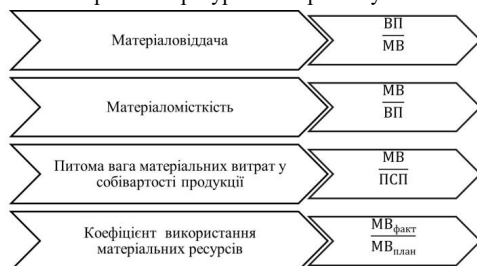 Матеріаловіддача
ВП
МВ
Матеріаломісткість
МВ
ВП
Питома вага матеріальних витрат у
собівартості продукції
МВ
ПСП
Коефіцієнт використання
матеріальних ресурсів
МВфакт
МВплан